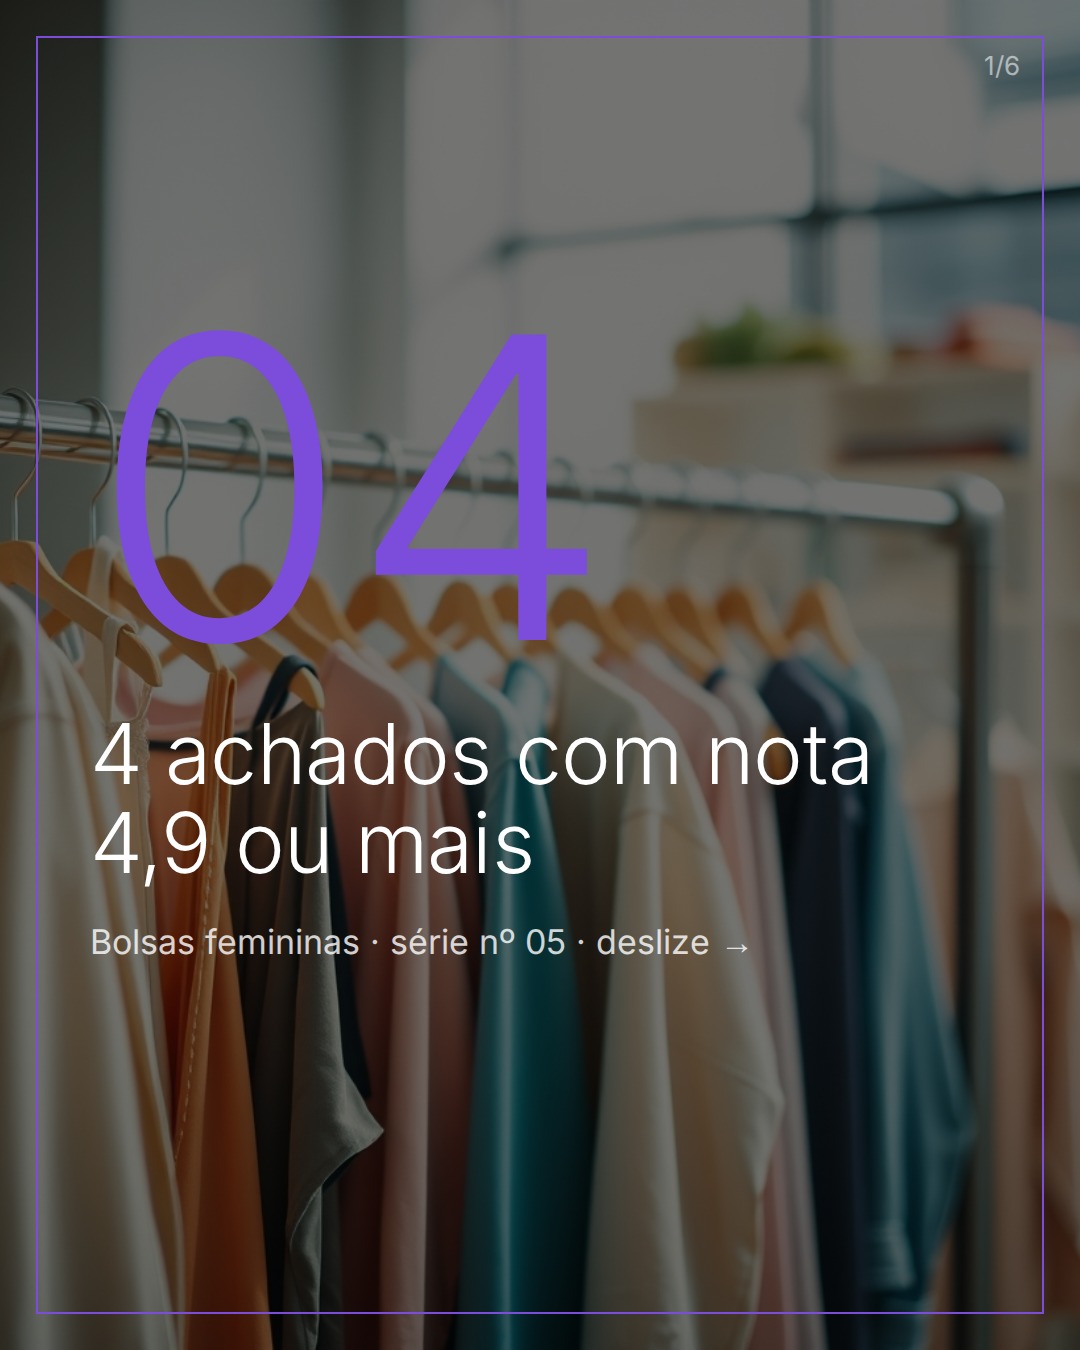 1/6
04
4 achados com nota
4,9 ou mais
Bolsas femininas · série nº 05 · deslize →